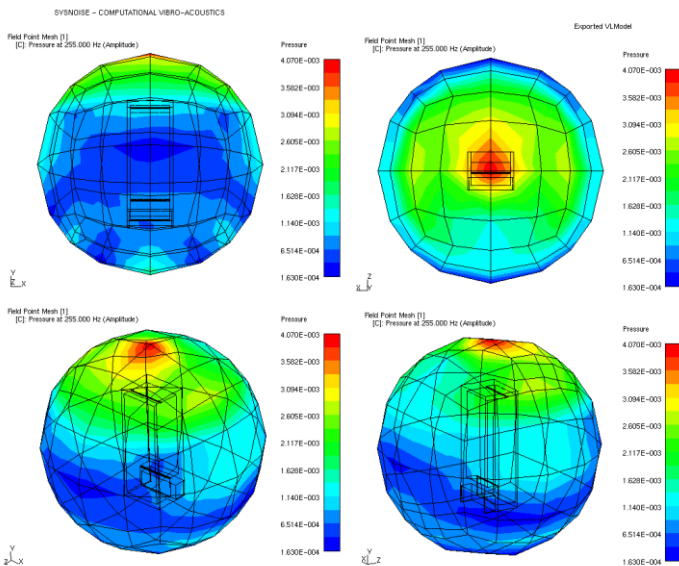 SYSNOISE - COMPUTATIONAL VIBRO-ACOUSTICS
Exported VLModel
Field Point Mesh [1]
[C]: Pressure at 255.000 Hz (Amplitude)
Pressure
4.070E-003
3.582E-003
3.094E-003
2.605E-003
2.117E-003
1.628E-003
1.140E-003
6.514E-004
1.630E-004
Y
X
Field Point Mesh [1]
[C]: Pressure at 255.000 Hz (Amplitude)
Pressure
4.070E-003
3.582E-003
3.094E-003
2.605E-003
2.117E-003
1.628E-003
1.140E-003
6.514E-004
1.630E-004
Z
X Y
Field Point Mesh [1]
[C]: Pressure at 255.000 Hz (Amplitude)
Pressure
4.070E-003
3.582E-003
3.094E-003
2.605E-003
2.117E-003
1.628E-003
1.140E-003
6.514E-004
1.630E-004
Y
Z X
Field Point Mesh [1]
[C]: Pressure at 255.000 Hz (Amplitude)
Pressure
4.070E-003
3.582E-003
3.094E-003
2.605E-003
2.117E-003
1.628E-003
1.140E-003
6.514E-004
1.630E-004
Y
X
Z